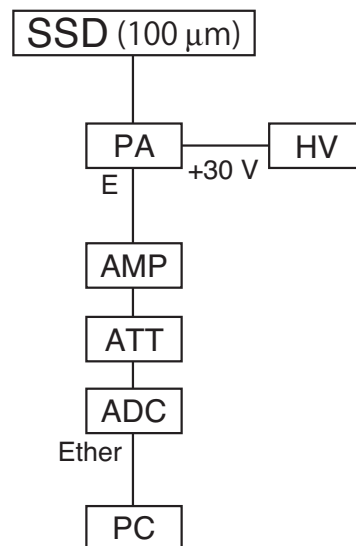 SSD (100 μm)
PA
HV
E
+30 V
AMP
ATT
ADC
Ether
PC